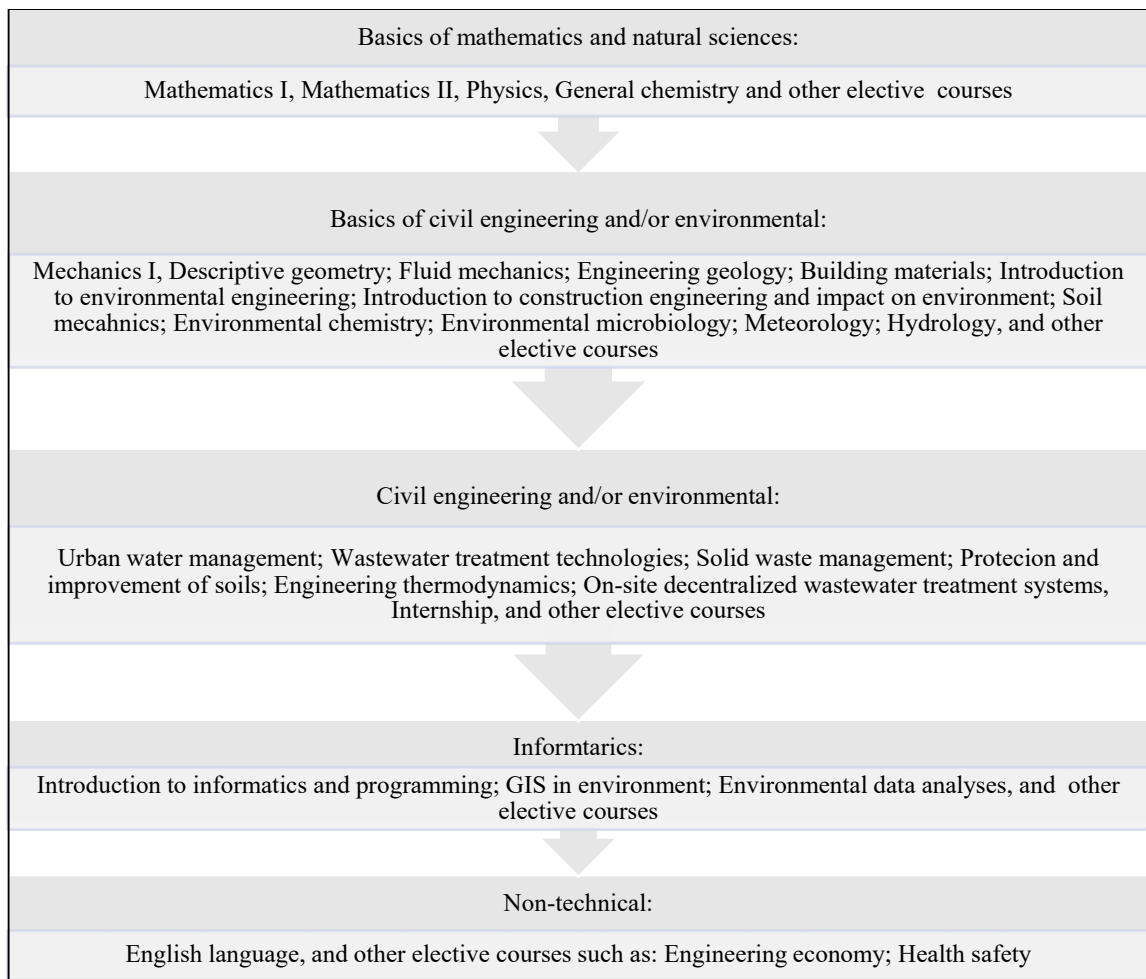 Basics of mathematics and natural sciences:
Mathematics I, Mathematics II, Physics, General chemistry and other elective courses
Basics of civil engineering and/or environmental:
Mechanics I, Descriptive geometry; Fluid mechanics; Engineering geology; Building materials; Introduction
to environmental engineering; Introduction to construction engineering and impact on environment; Soil
mecahnics; Environmental chemistry; Environmental microbiology; Meteorology; Hydrology, and other
elective courses
Civil engineering and/or environmental:
Urban water management; Wastewater treatment technologies; Solid waste management; Protecion and
improvement of soils; Engineering thermodynamics; On-site decentralized wastewater treatment systems,
Internship, and other elective courses
Informtarics:
Introduction to informatics and programming; GIS in environment; Environmental data analyses, and other
elective courses
Non-technical:
English language, and other elective courses such as: Engineering economy; Health safety